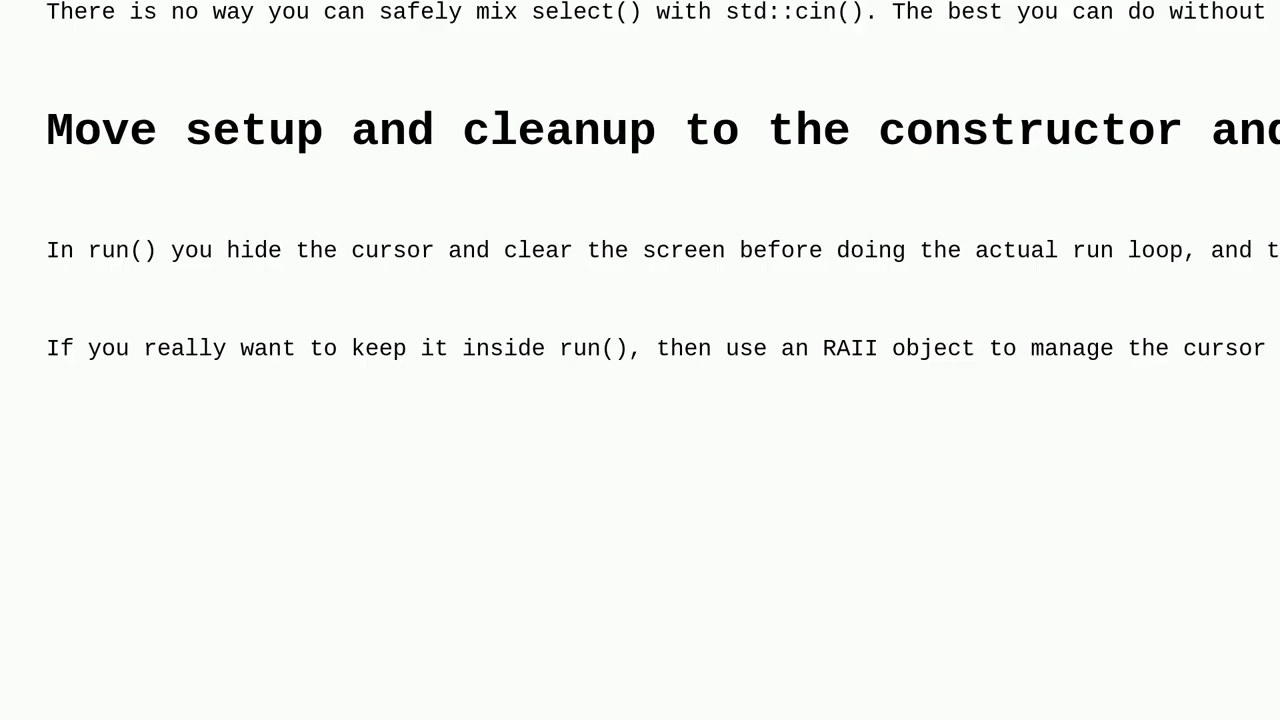 There is no way you can safely mix select() with std::cin(). The best you can do without
Move setup and cleanup to the constructor and
In run() you hide the cursor and clear the screen before doing the actual run loop, and t
If you really want to keep it inside run(), then use an RAII object to manage the cursor